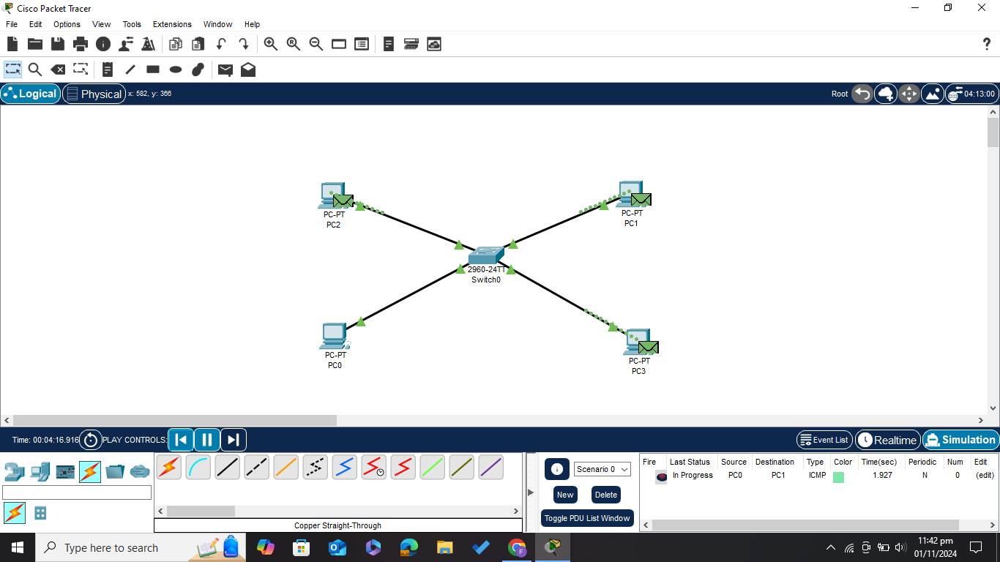 Cisco Packet Tracer
File Edit Options View Tools Extensions Window Help
Logical Physical x: 582, y: 366 Root 04:13:00
PC-PT
PC2
PC-PT
PC1
2960-24TT
Switch0
PC-PT
PC0
PC-PT
PC3
Time: 00:04:16.916 PLAY CONTROLS: Event List Realtime Simulation
Scenario 0
New Delete
Toggle PDU List Window
Fire Last Status Source Destination Type Color Time(sec) Periodic Num Edit
In Progress PC0 PC1 ICMP 1.927 N 0 (edit)
Copper Straight-Through
Type here to search
11:42 pm
01/11/2024